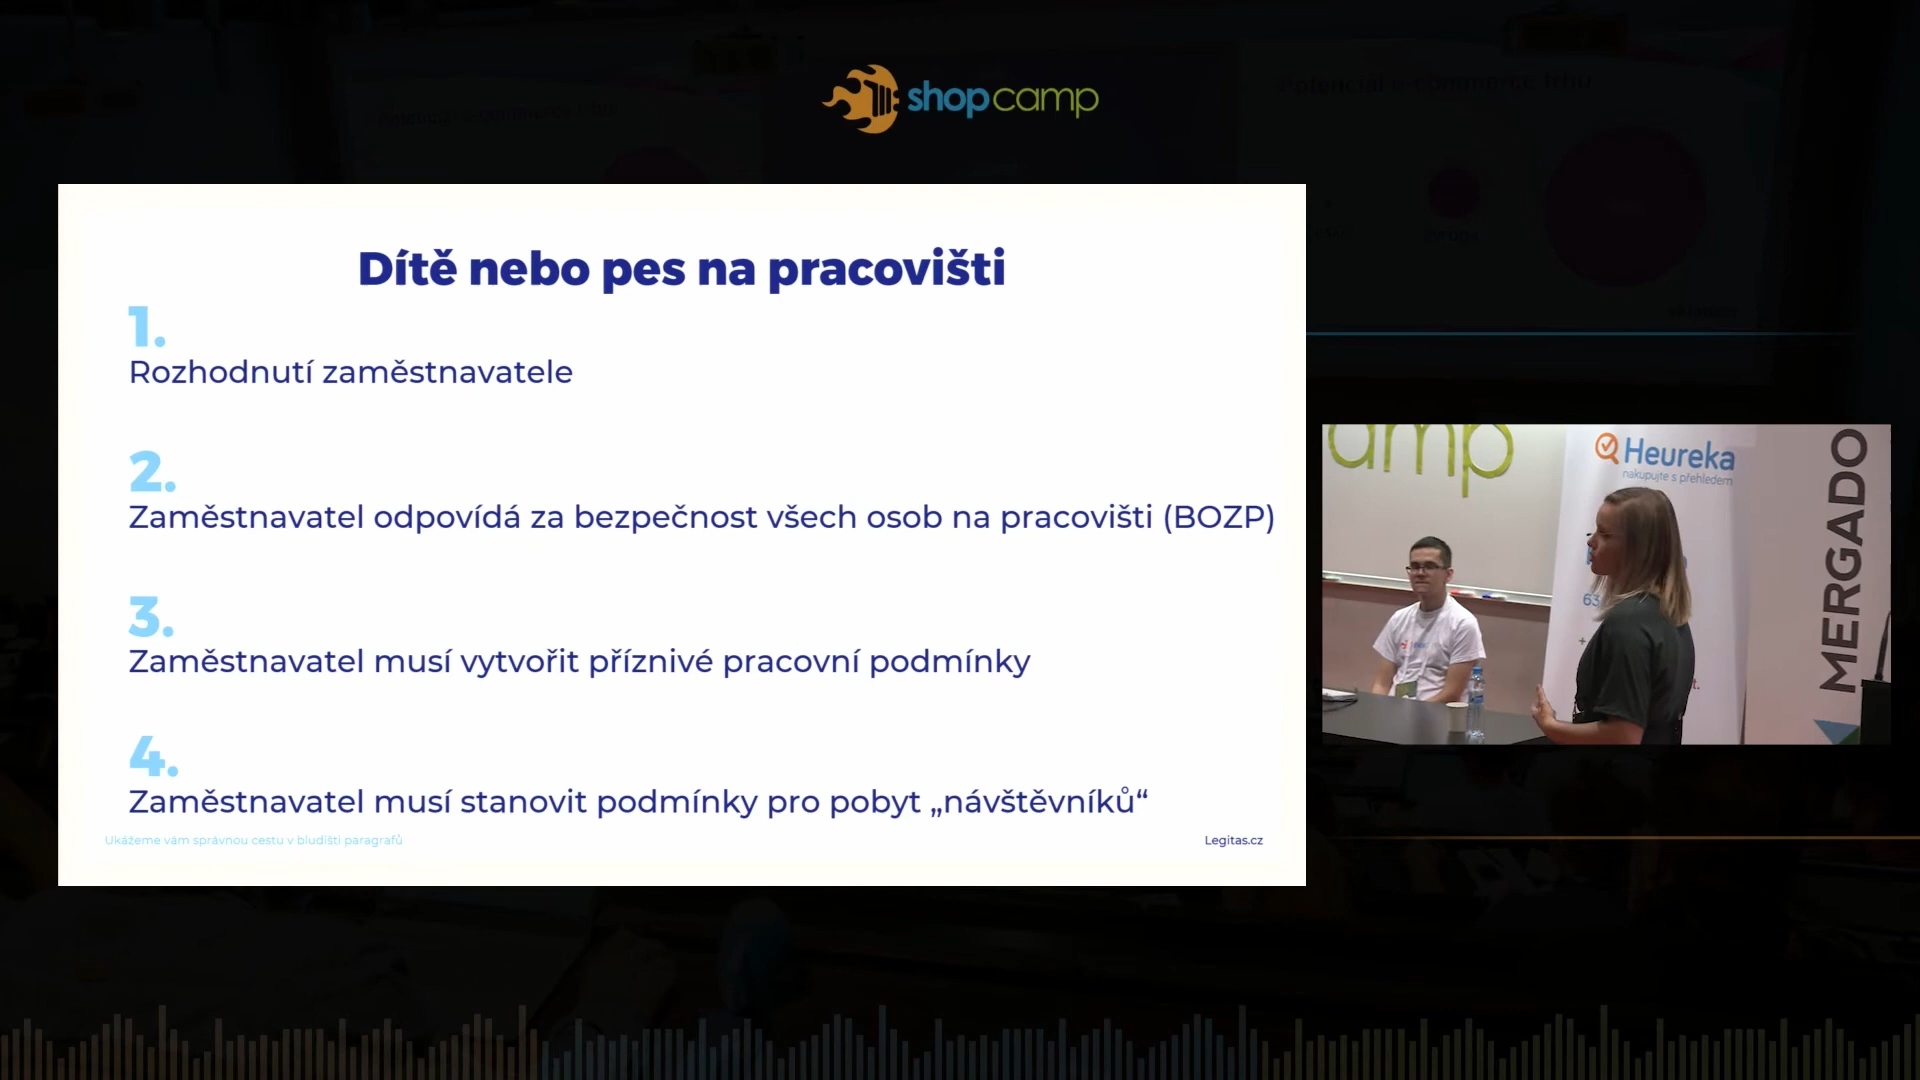 shopcamp
Dítě nebo pes na pracovišti
1.
Rozhodnutí zaměstnavatele
2.
Zaměstnavatel odpovídá za bezpečnost všech osob na pracovišti (BOZP)
3.
Zaměstnavatel musí vytvořit příznivé pracovní podmínky
4.
Zaměstnavatel musí stanovit podmínky pro pobyt „návštěvníků“
Ukážeme vám správnou cestu v bludišti paragrafů
Legitas.cz
amp
Heureka
nakupujte s přehledem
63
MERGADO